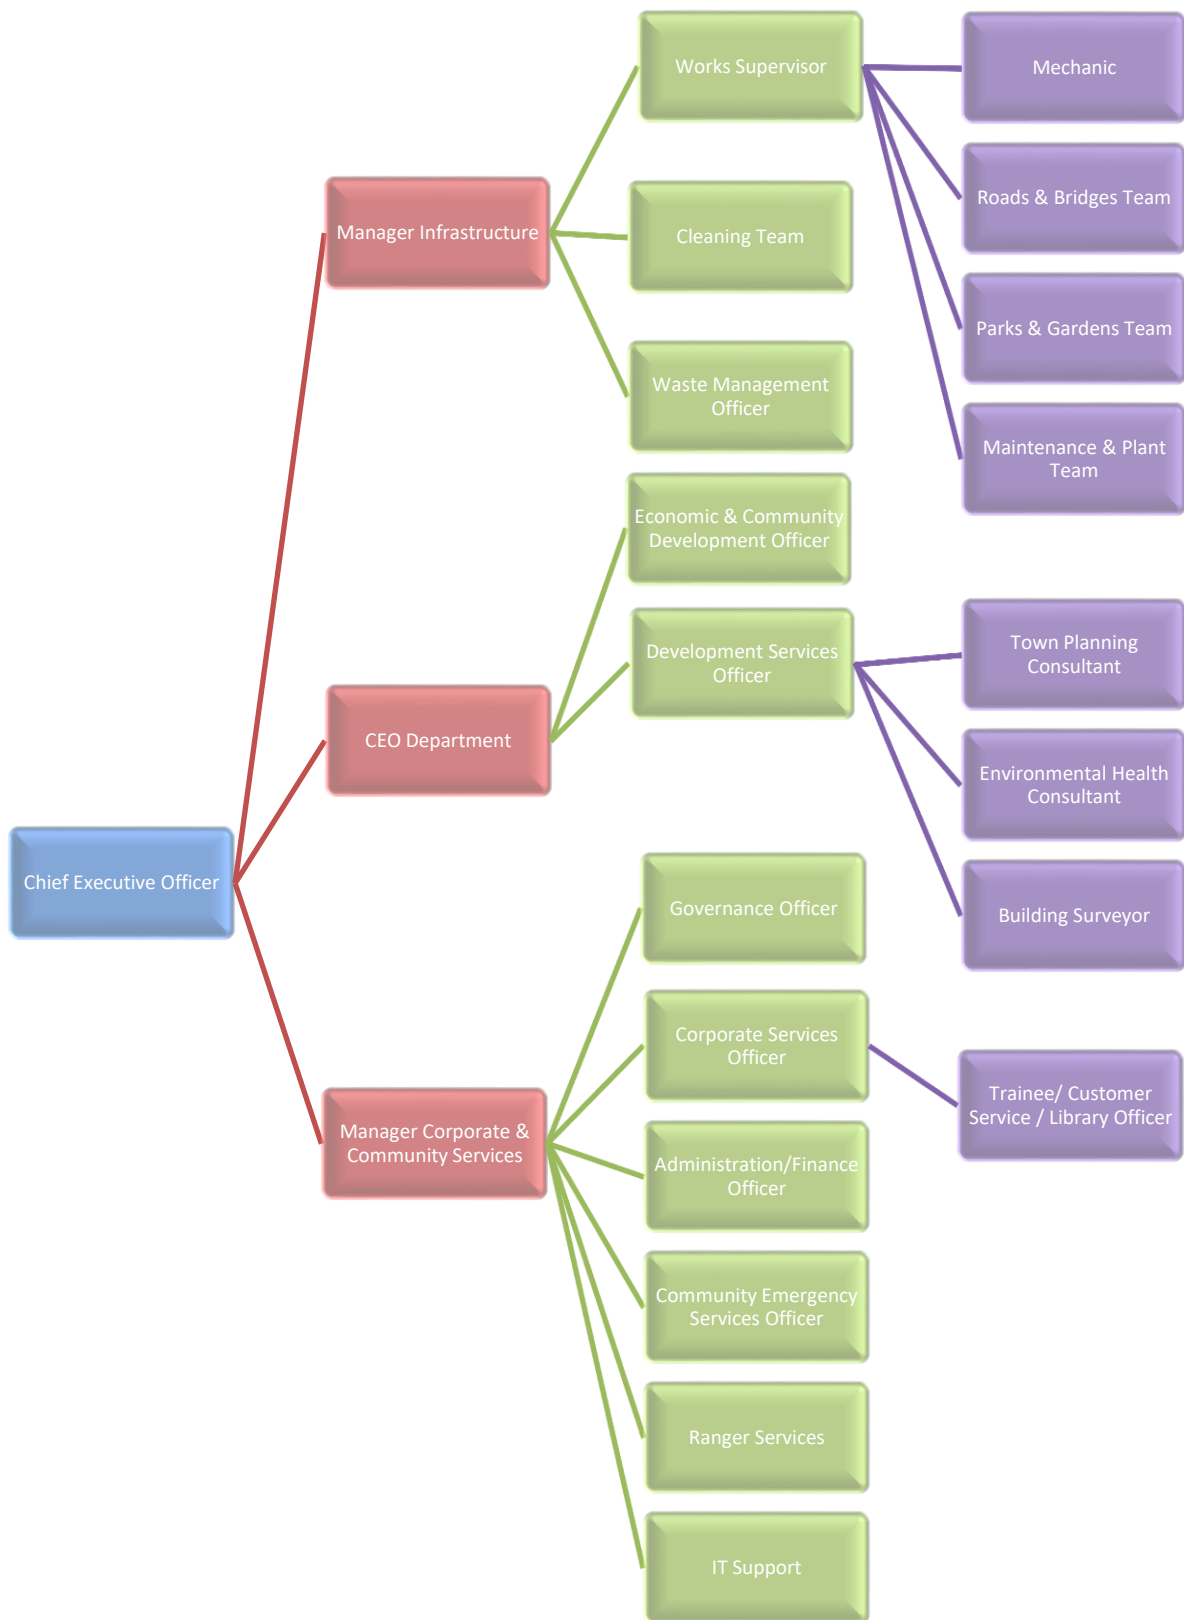 Works Supervisor
Mechanic
Roads & Bridges Team
Manager Infrastructure
Cleaning Team
Parks & Gardens Team
Waste Management
Officer
Maintenance & Plant
Team
Economic & Community
Development Officer
Development Services
Officer
Town Planning
Consultant
CEO Department
Environmental Health
Consultant
Chief Executive Officer
Governance Officer
Building Surveyor
Corporate Services
Officer
Trainee/ Customer
Service / Library Officer
Manager Corporate &
Community Services
Administration/Finance
Officer
Community Emergency
Services Officer
Ranger Services
IT Support